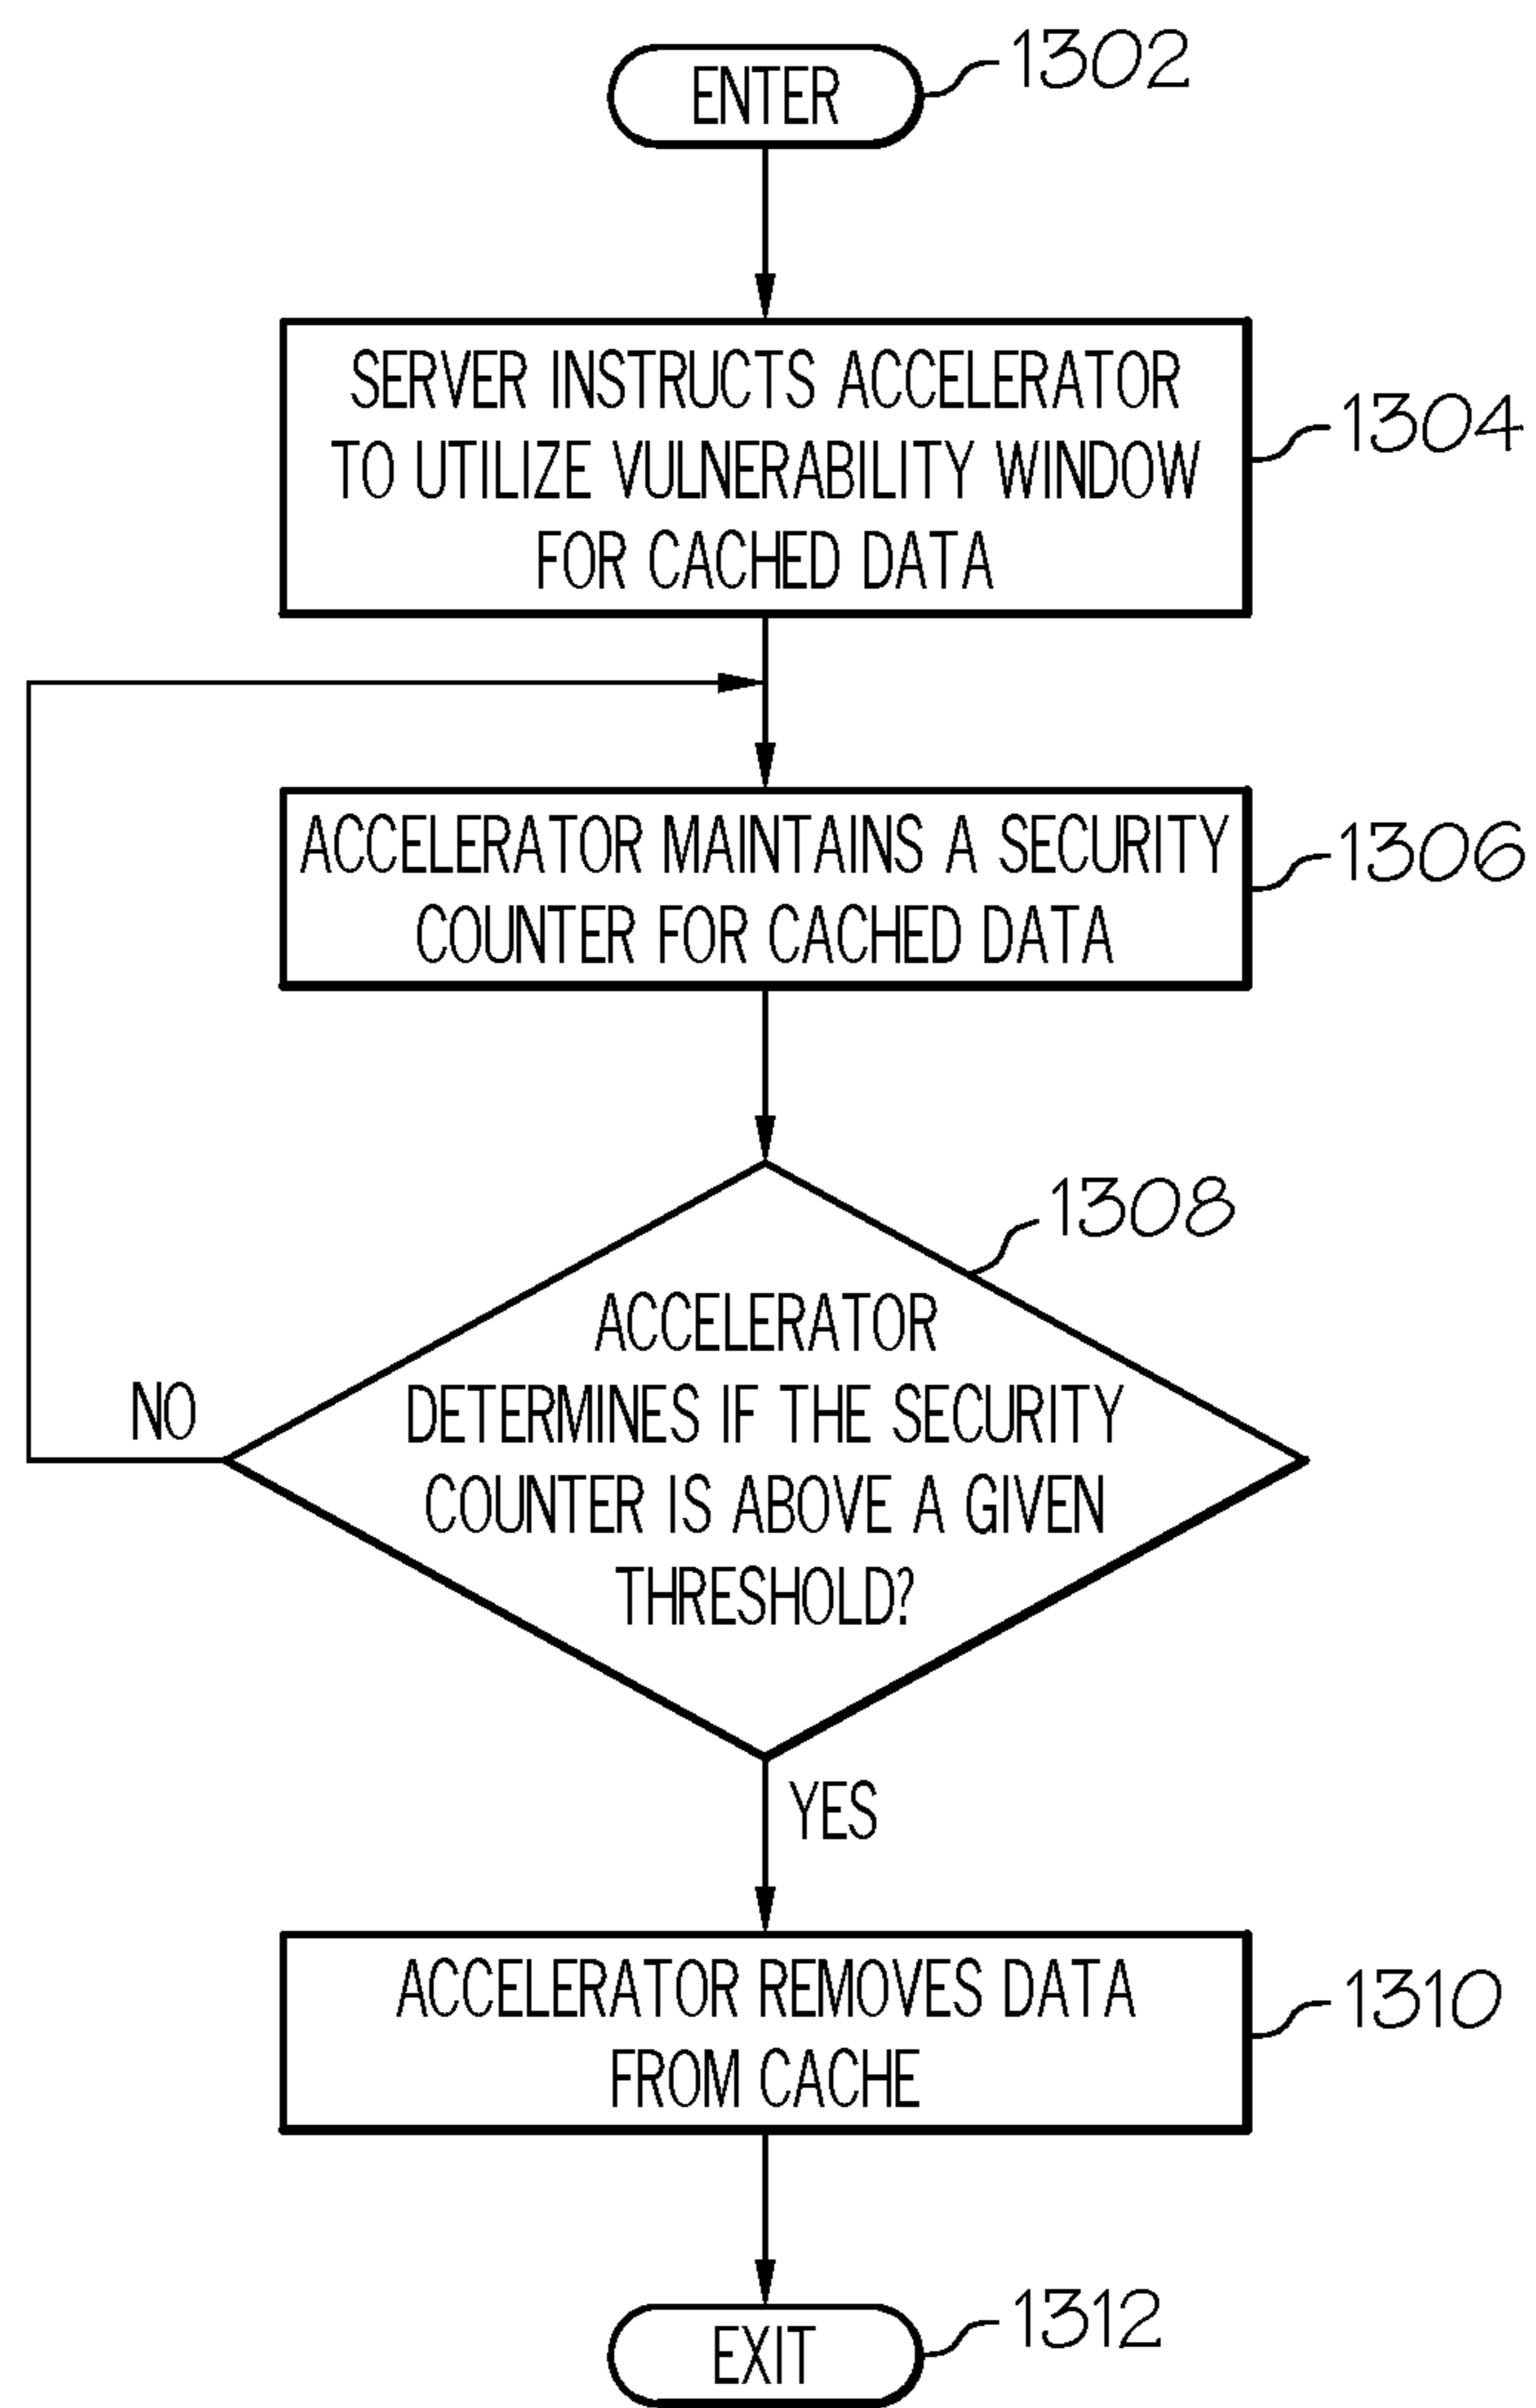 ENTER
1302
SERVER INSTRUCTS ACCELERATOR
TO UTILIZE VULNERABILITY WINDOW
FOR CACHED DATA
1304
ACCELERATOR MAINTAINS A SECURITY
COUNTER FOR CACHED DATA
1306
1308
ACCELERATOR
DETERMINES IF THE SECURITY
COUNTER IS ABOVE A GIVEN
THRESHOLD?
NO
YES
ACCELERATOR REMOVES DATA
FROM CACHE
1310
EXIT
1312